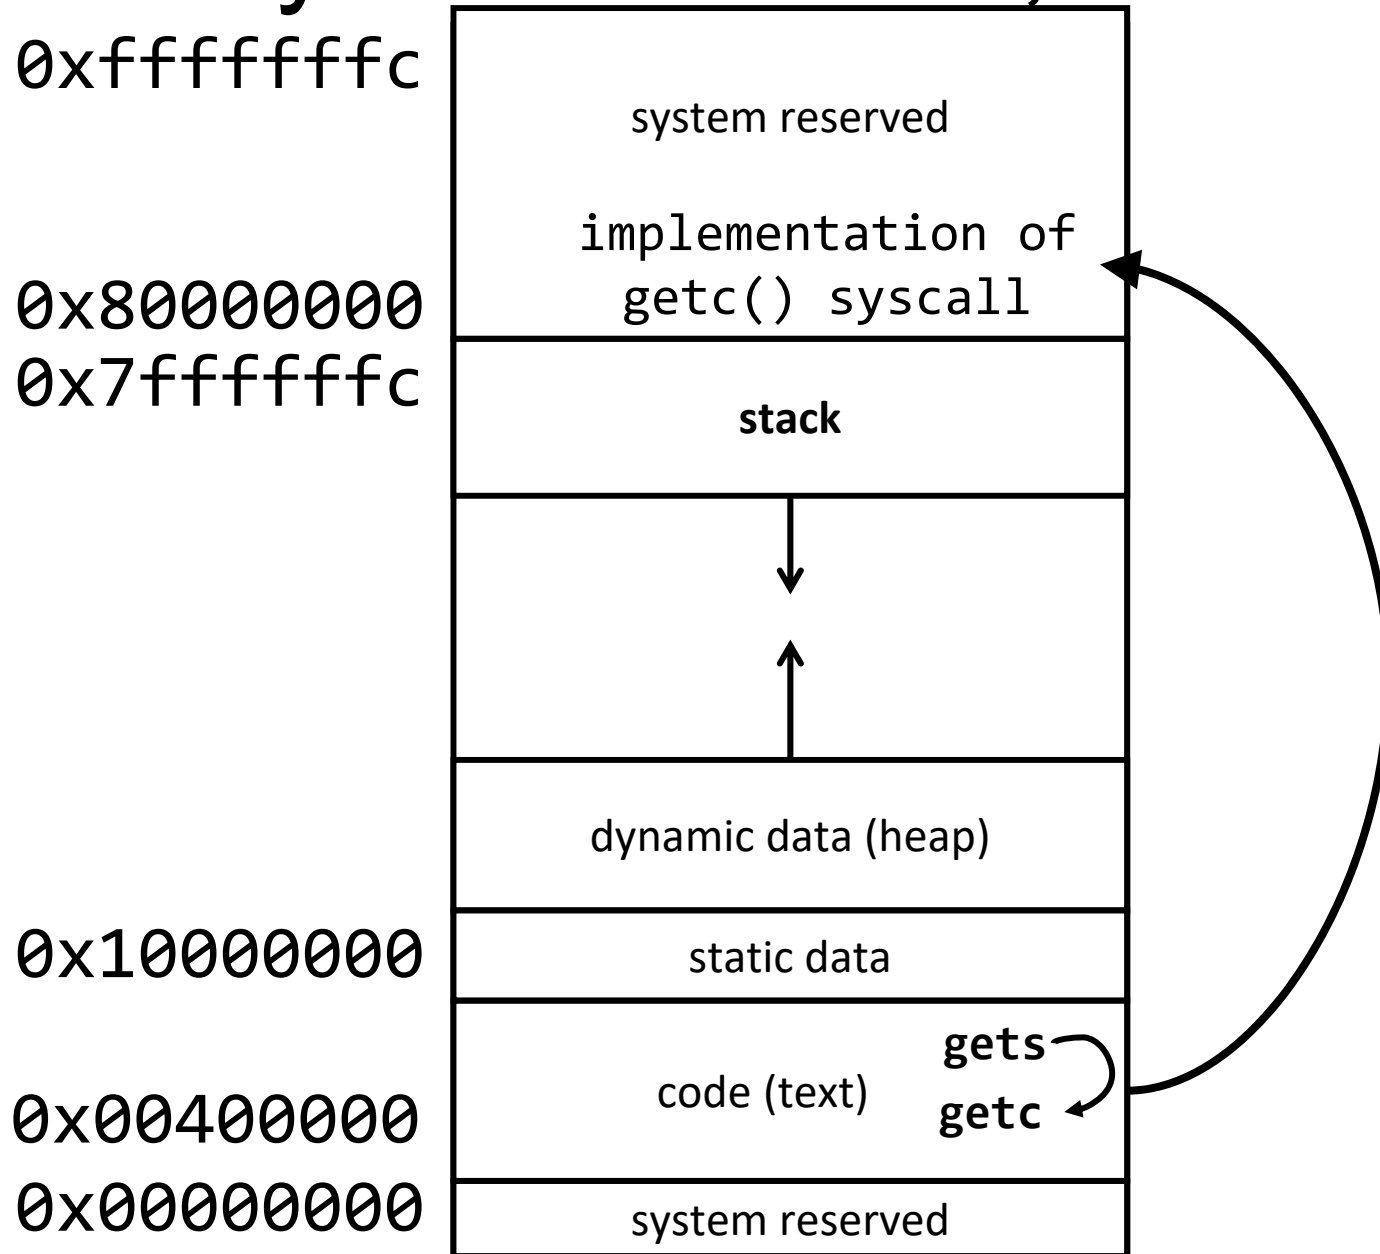 0xfffffffc
system reserved
implementation of
getc() syscall
0x80000000
0x7ffffffc
stack
dynamic data (heap)
0x10000000
static data
gets
code (text)
getc
0x00400000
0x00000000
system reserved